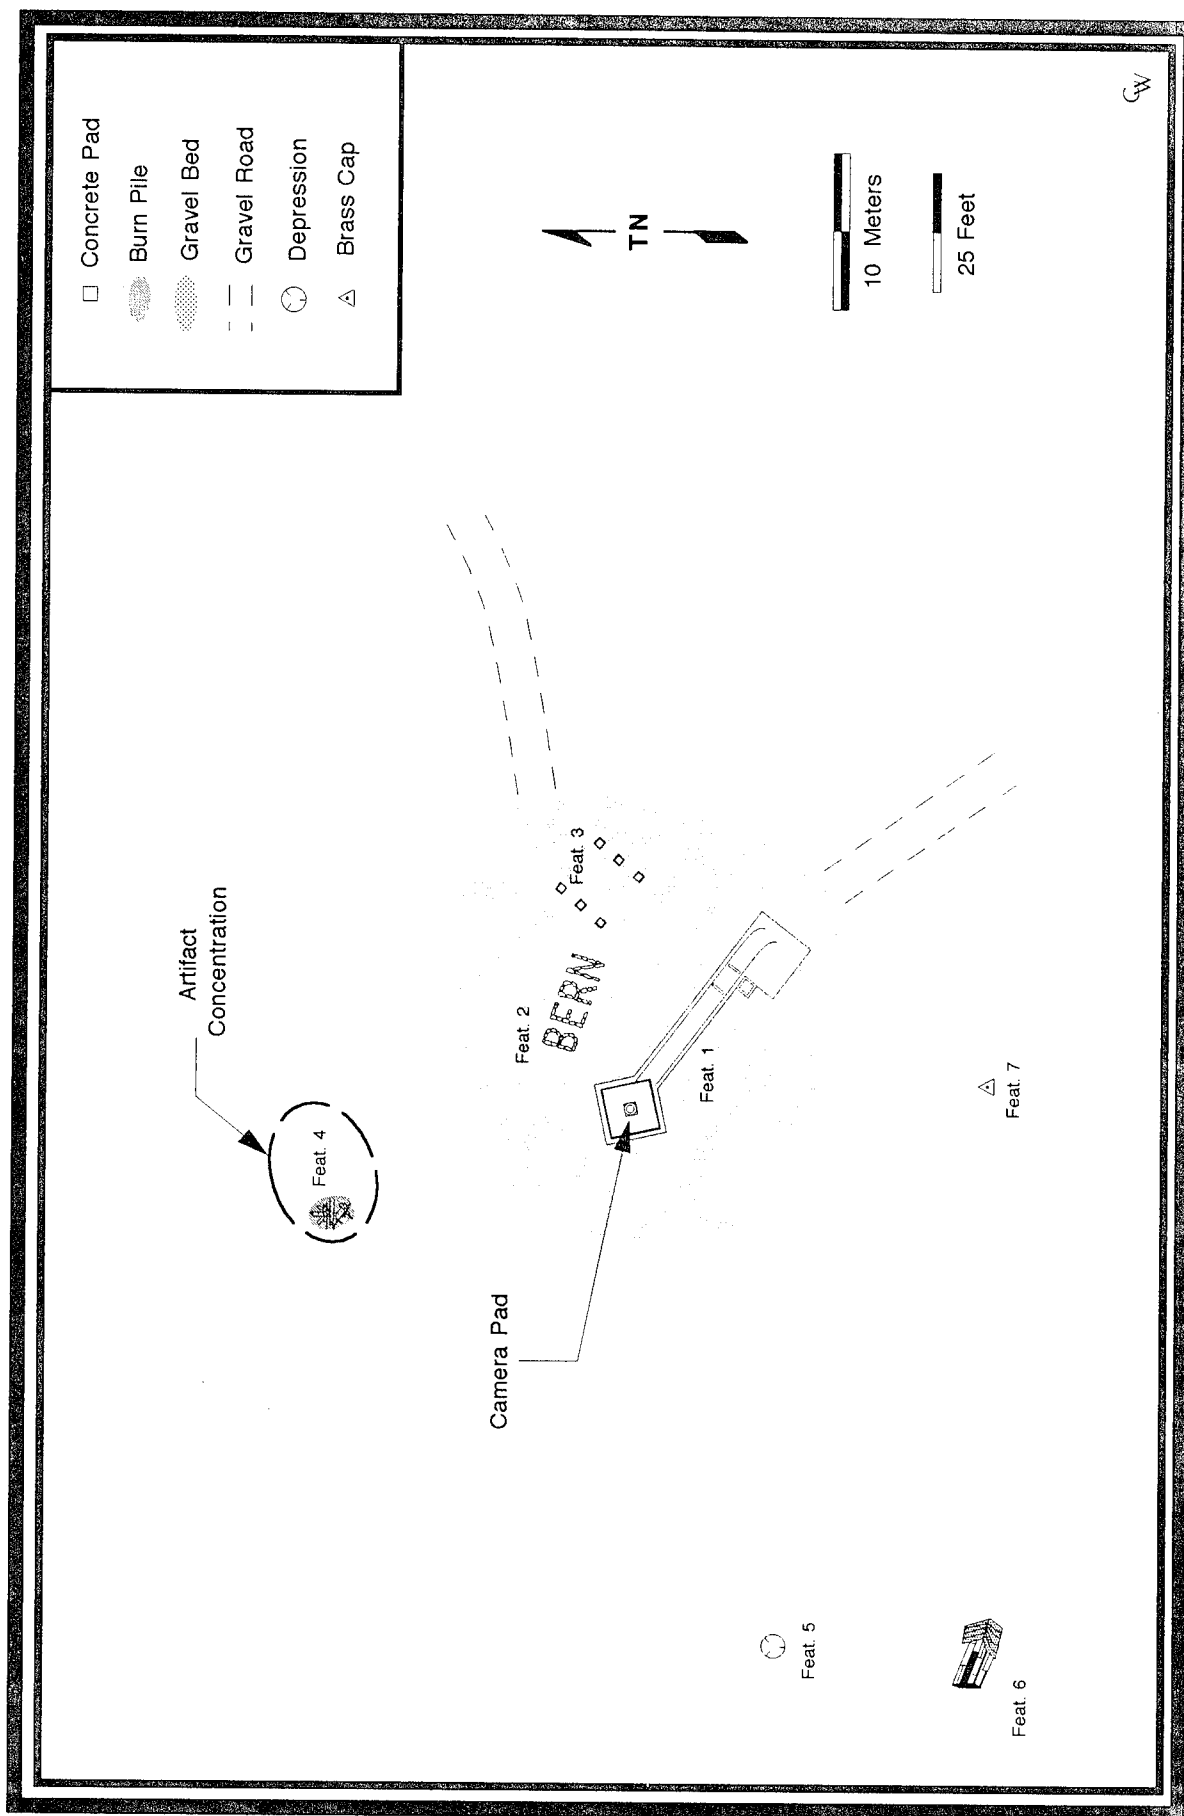 Concrete Pad
Burn Pile
Gravel Bed
Gravel Road
Depression
Brass Cap
Artifact
Concentration
Feat. 4
Feat. 2
BERN
Feat. 3
Camera Pad
Feat. 1
Feat. 7
Feat. 5
Feat. 6
TN
10 Meters
25 Feet